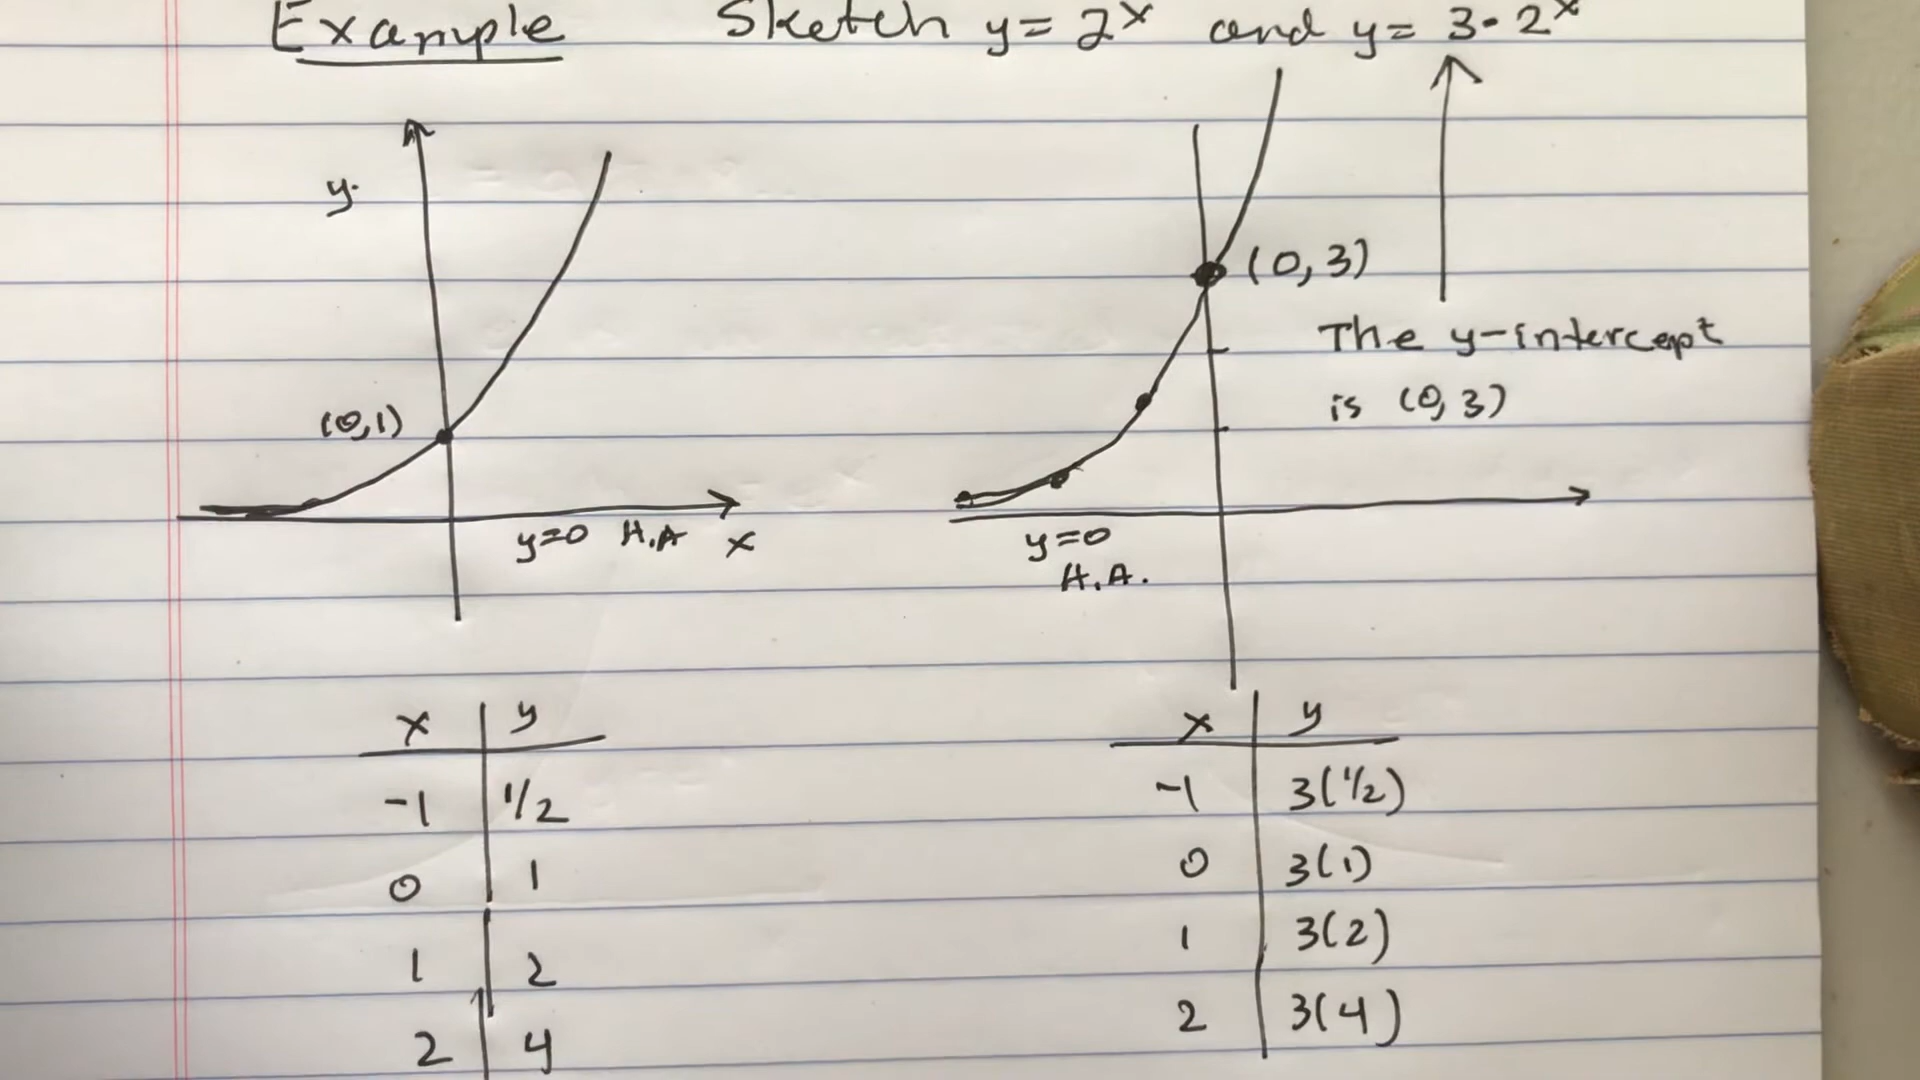 Example Sketch y = 2^x and y = 3·2^x
y
(0,1)
y=0 H.A x
(0,3)
The y-intercept
is (0,3)
y=0
H.A.
x | y
-1 | 1/2
0 | 1
1 | 2
2 | 4
x | y
-1 | 3(1/2)
0 | 3(1)
1 | 3(2)
2 | 3(4)